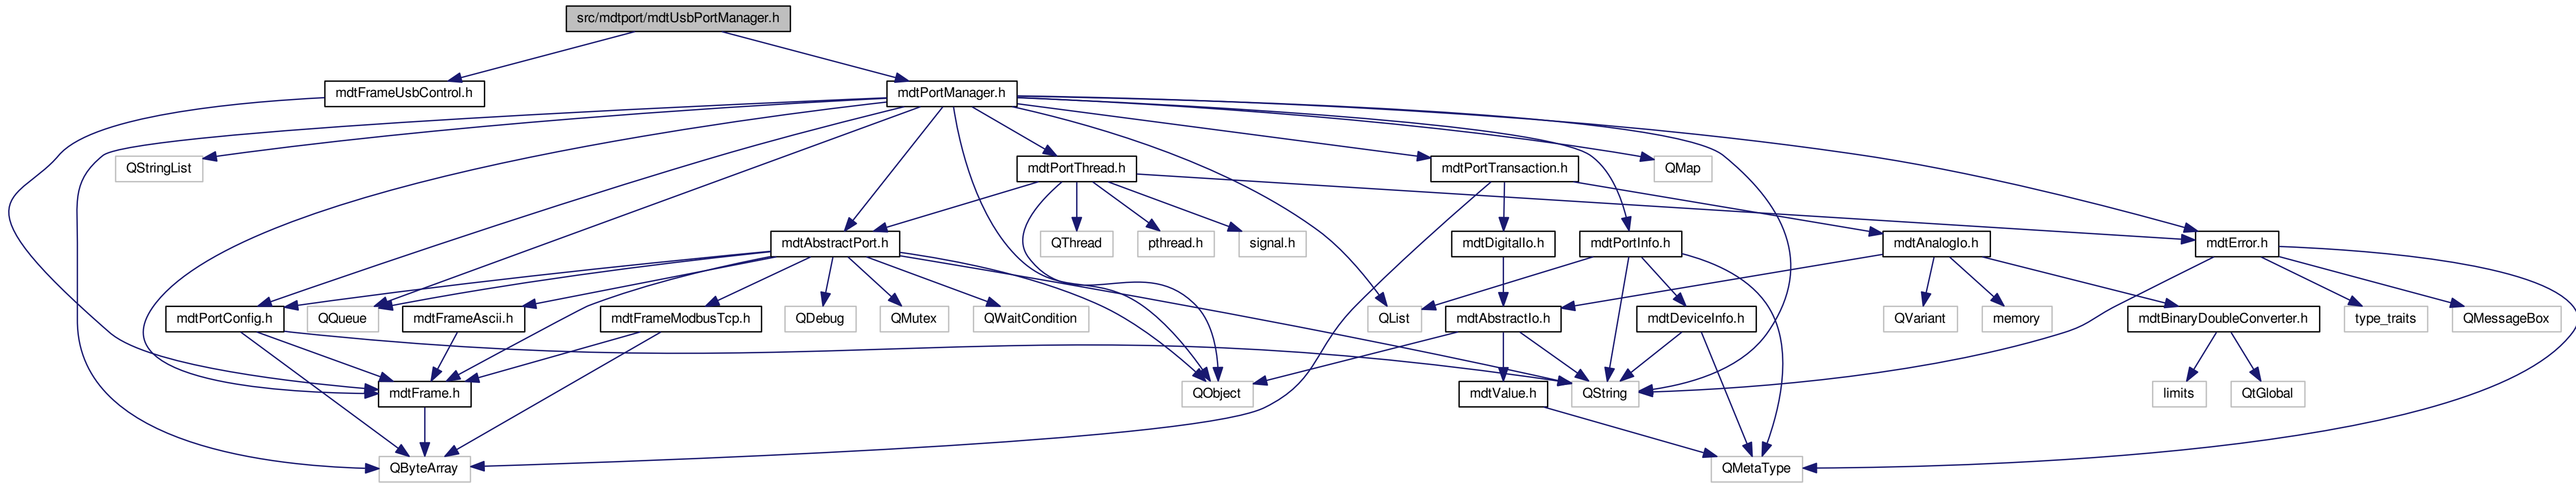 src/mdtport/mdtUsbPortManager.h
mdtFrameUsbControl.h
mdtPortManager.h
QStringList
mdtPortThread.h
mdtPortTransaction.h
QMap
mdtAbstractPort.h
QThread
pthread.h
signal.h
mdtDigitalIo.h
mdtPortInfo.h
mdtAnalogIo.h
mdtError.h
mdtPortConfig.h
QQueue
mdtFrameAscii.h
mdtFrameModbusTcp.h
QDebug
QMutex
QWaitCondition
QList
mdtAbstractIo.h
mdtDeviceInfo.h
QVariant
memory
mdtBinaryDoubleConverter.h
type_traits
QMessageBox
mdtFrame.h
QObject
mdtValue.h
QString
limits
QtGlobal
QByteArray
QMetaType